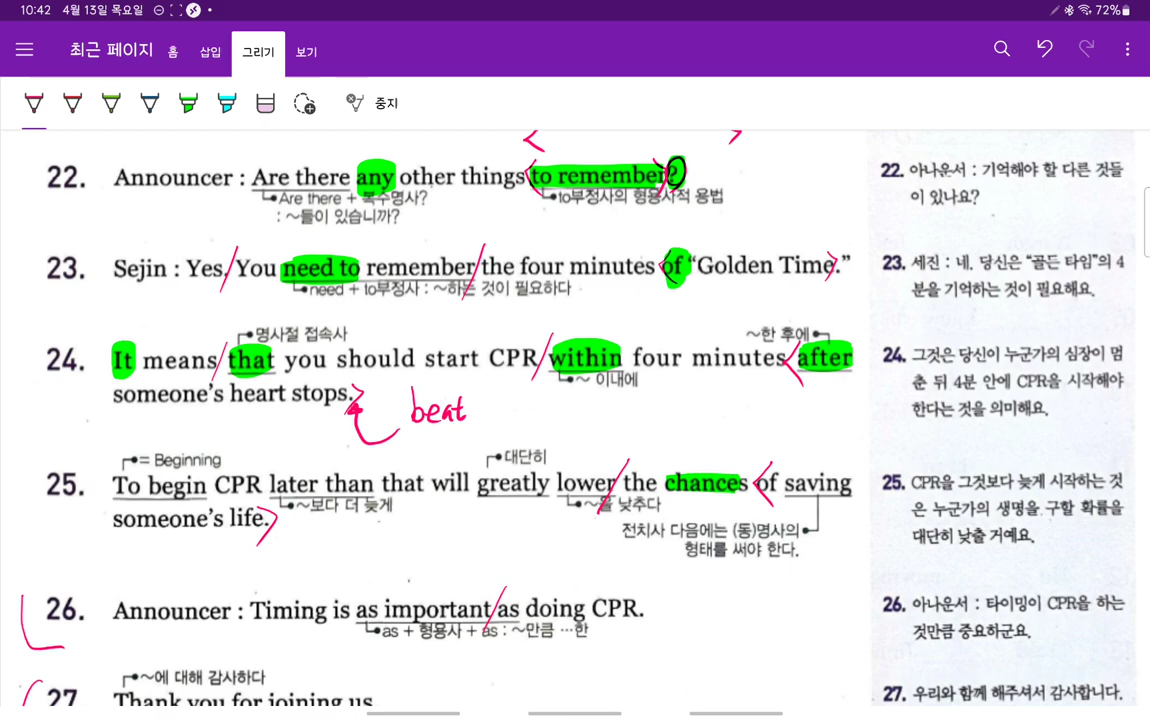 10:42 4월 13일 목요일 72%
최근 페이지 홈 삽입 그리기 보기
중지
22. Announcer : Are there any other things to remember?
Are there + 복수명사?
to부정사의 형용사적 용법
: ~들이 있습니까?
23. Sejin : Yes. You need to remember the four minutes of “Golden Time.”
need + to부정사 : ~하는 것이 필요하다
명사절 접속사
~한 후에
24. It means that you should start CPR within four minutes after
~ 이내에
someone's heart stops.
beat
= Beginning
대단히
25. To begin CPR later than that will greatly lower the chances of saving
~보다 더 늦게
~을 낮추다
someone's life.
전치사 다음에는 (동)명사의
형태를 써야 한다.
26. Announcer : Timing is as important as doing CPR.
as + 형용사 + as : ~만큼 …한
~에 대해 감사하다
27. Thank you for joining us.
22. 아나운서 : 기억해야 할 다른 것들
이 있나요?
23. 세진 : 네. 당신은 “골든 타임”의 4
분을 기억하는 것이 필요해요.
24. 그것은 당신이 누군가의 심장이 멈
춘 뒤 4분 안에 CPR을 시작해야
한다는 것을 의미해요.
25. CPR을 그것보다 늦게 시작하는 것
은 누군가의 생명을 구할 확률을
대단히 낮출 거예요.
26. 아나운서 : 타이밍이 CPR을 하는
것만큼 중요하군요.
27. 우리와 함께 해주셔서 감사합니다.